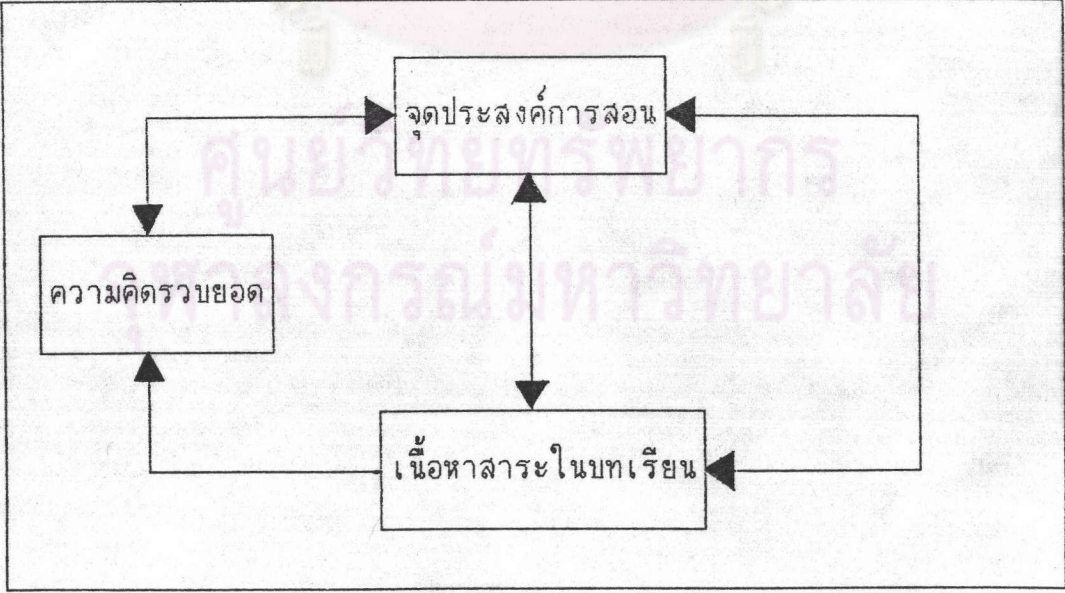 จุดประสงค์การสอน
ศูนย์วิทยทรัพยากร
จุฬาลงกรณ์มหาวิทยาลัย
ความคิดรวบยอด
เนื้อหาสาระในบทเรียน